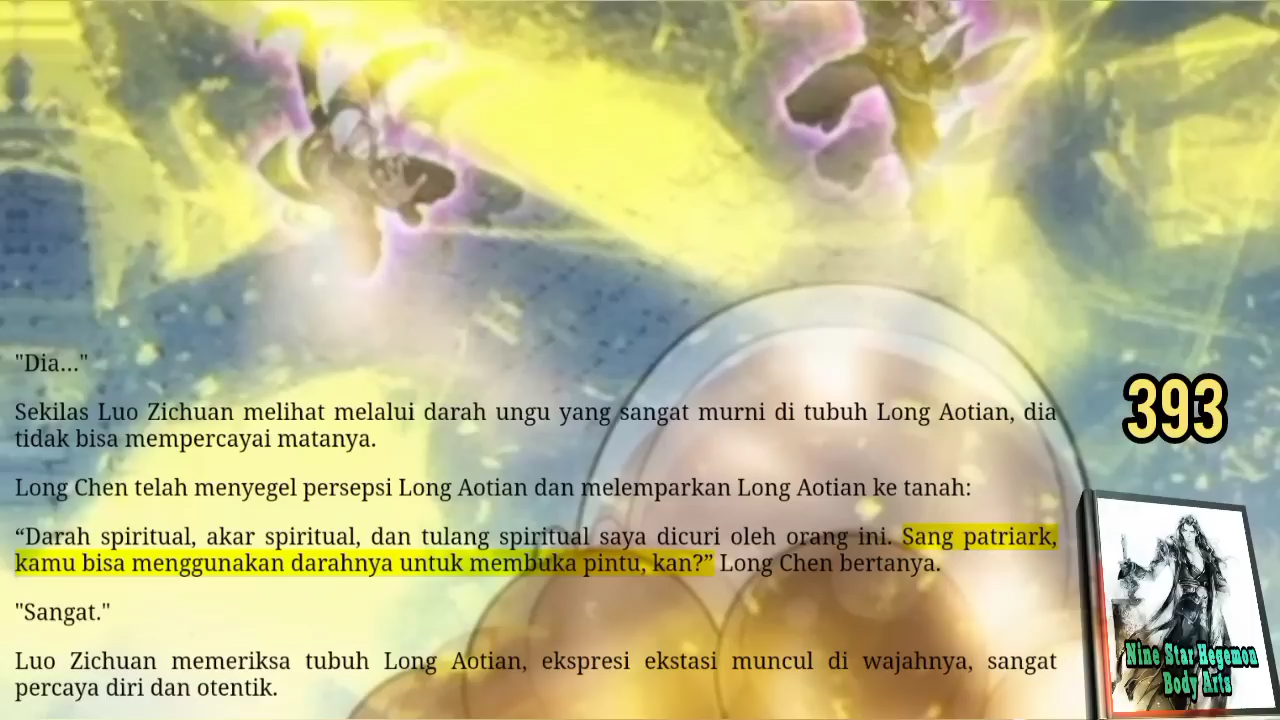 "Dia..."
Sekilas Luo Zichuan melihat melalui darah ungu yang sangat murni di tubuh Long Aotian, dia
tidak bisa mempercayai matanya.
Long Chen telah menyegel persepsi Long Aotian dan melemparkan Long Aotian ke tanah:
“Darah spiritual, akar spiritual, dan tulang spiritual saya dicuri oleh orang ini. Sang patriark,
kamu bisa menggunakan darahnya untuk membuka pintu, kan?” Long Chen bertanya.
"Sangat."
Luo Zichuan memeriksa tubuh Long Aotian, ekspresi ekstasi muncul di wajahnya, sangat
percaya diri dan otentik.
393
Nine Star Hegemon
Body Arts